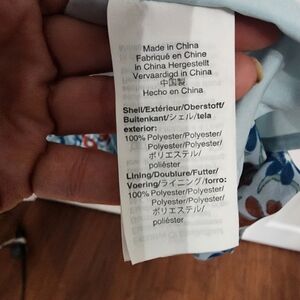 Made in China
Fabriqué en Chine
in China Hergestellt
Vervaardigd in China
中国製
Hecho en China
Shell/Extérieur/Oberstoff/
Buitenkant/シェル/tela
exterior:
100% Polyester/Polyester/
Polyester/Polyester/
ポリエステル/
poliéster
Lining/Doublure/Futter/
Voering/ライニング/forro:
100% Polyester/Polyester/
Polyester/Polyester/
ポリエステル/
poliéster